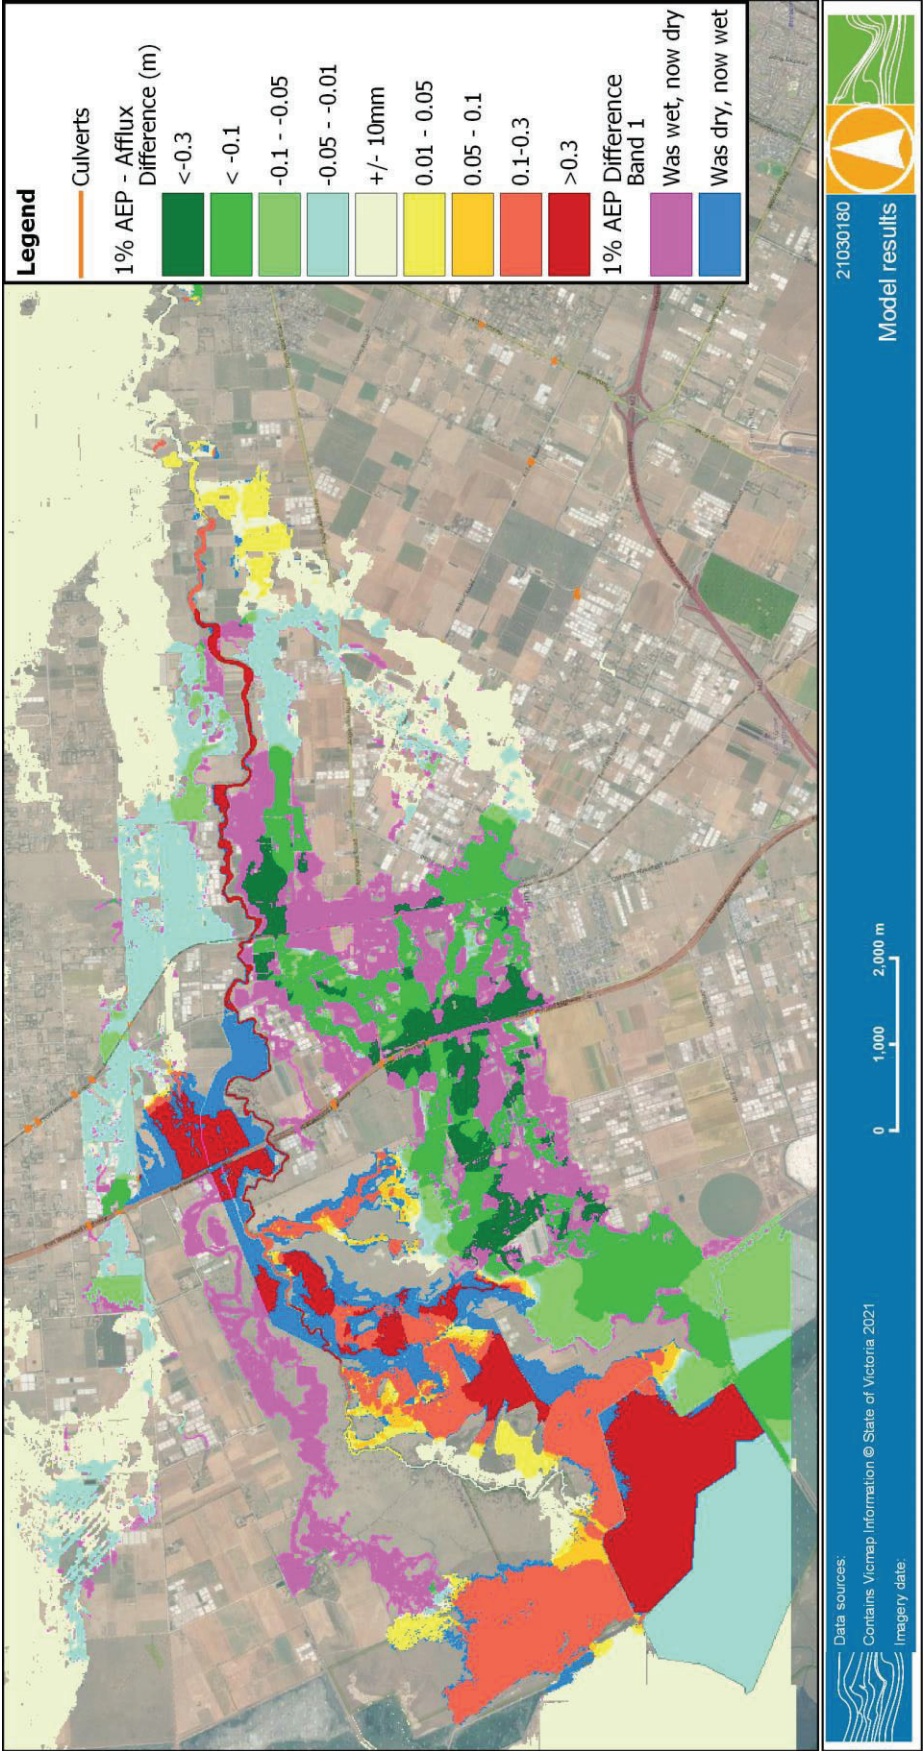 Legend
Culverts
1% AEP - Afflux
Difference (m)
<-0.3
< -0.1
-0.1 - -0.05
-0.05 - -0.01
+/- 10mm
0.01 - 0.05
0.05 - 0.1
0.1-0.3
>0.3
1% AEP Difference
Band 1
Was wet, now dry
Was dry, now wet
0 1,000 2,000 m
Data sources:
Contains Vicmap Information © State of Victoria 2021
Imagery date:
21030180
Model results